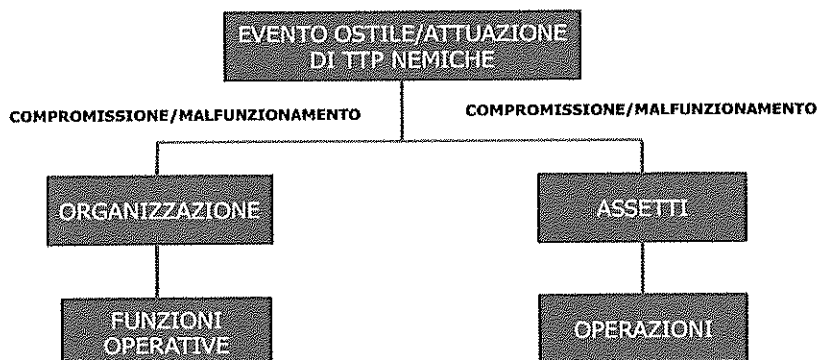 EVENTO OSTILE/ATTUAZIONE
DI TTP NEMICHE
COMPROMISSIONE/MALFUNZIONAMENTO
COMPROMISSIONE/MALFUNZIONAMENTO
ORGANIZZAZIONE
ASSETTI
FUNZIONI
OPERATIVE
OPERAZIONI